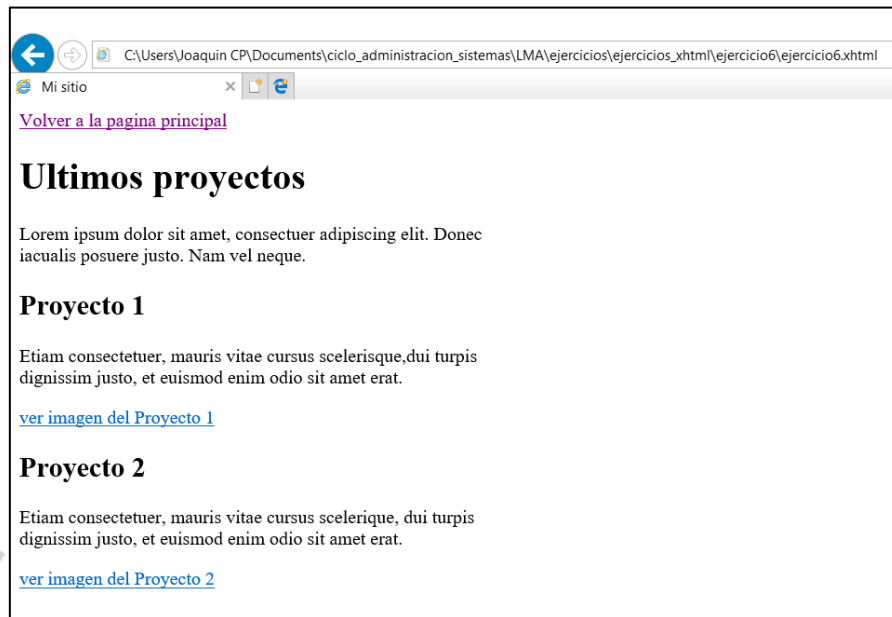 C:\Users\Joaquin CP\Documents\ciclo_administracion_sistemas\LMA\ejercicios\ejercicios_xhtml\ejercicio6\ejercicio6.xhtml
Mi sitio
Volver a la pagina principal
Ultimos proyectos
Lorem ipsum dolor sit amet, consectuer adipiscing elit. Donec
iacualis posuere justo. Nam vel neque.
Proyecto 1
Etiam consectetuer, mauris vitae cursus scelerisque,dui turpis
dignissim justo, et euismod enim odio sit amet erat.
ver imagen del Proyecto 1
Proyecto 2
Etiam consectetuer, mauris vitae cursus scelerique, dui turpis
dignissim justo, et euismod enim odio sit amet erat.
ver imagen del Proyecto 2